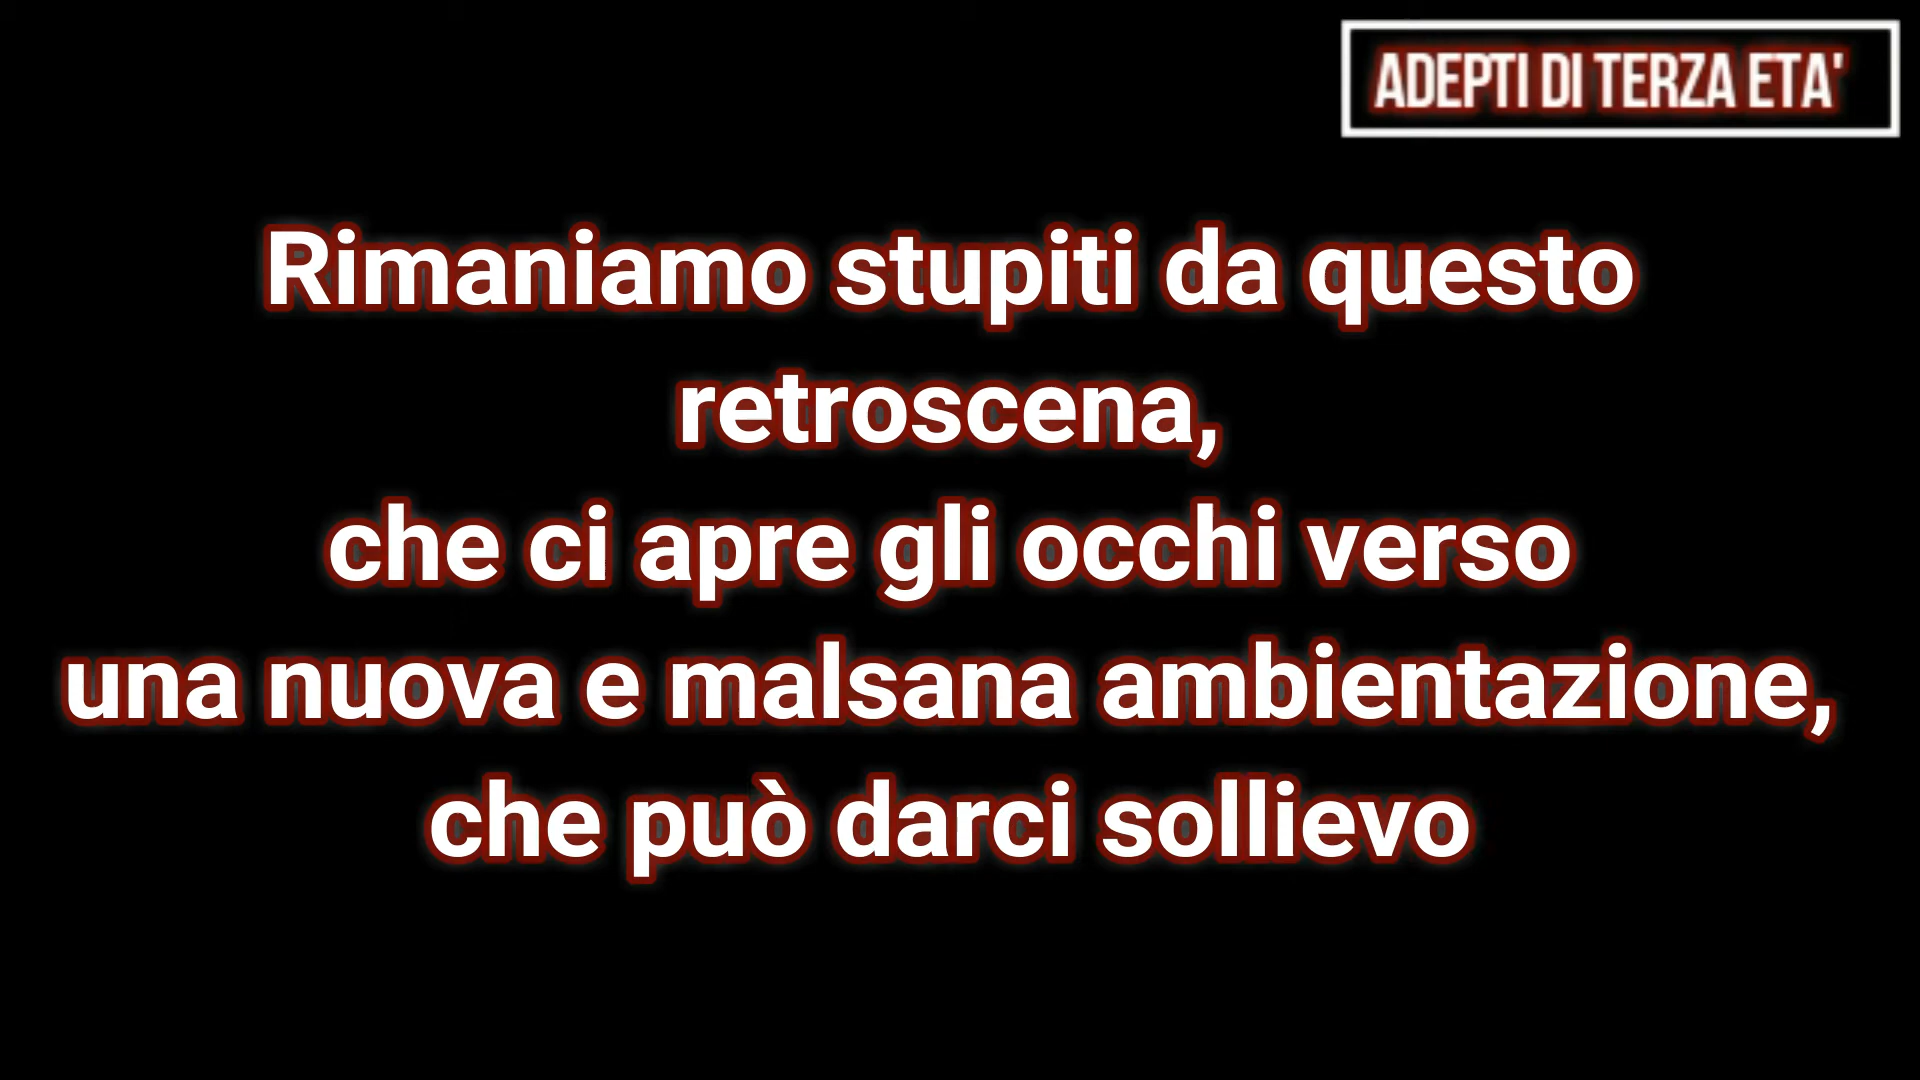 ADEPTI DI TERZA ETA'
Rimaniamo stupiti da questo
retroscena,
che ci apre gli occhi verso
una nuova e malsana ambientazione,
che può darci sollievo